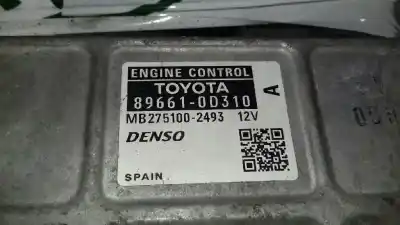 ENGINE CONTROL
TOYOTA
89661-0D310
A
MB275100-2493 12V
DENSO
SPAIN